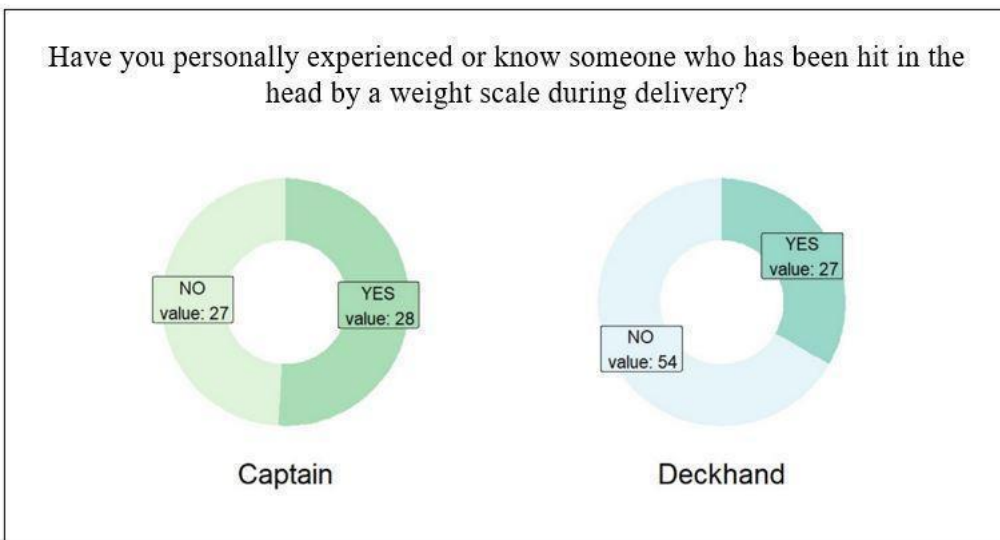 Have you personally experienced or know someone who has been hit in the
head by a weight scale during delivery?
NO
value: 27
YES
value: 28
YES
value: 27
NO
value: 54
Captain
Deckhand